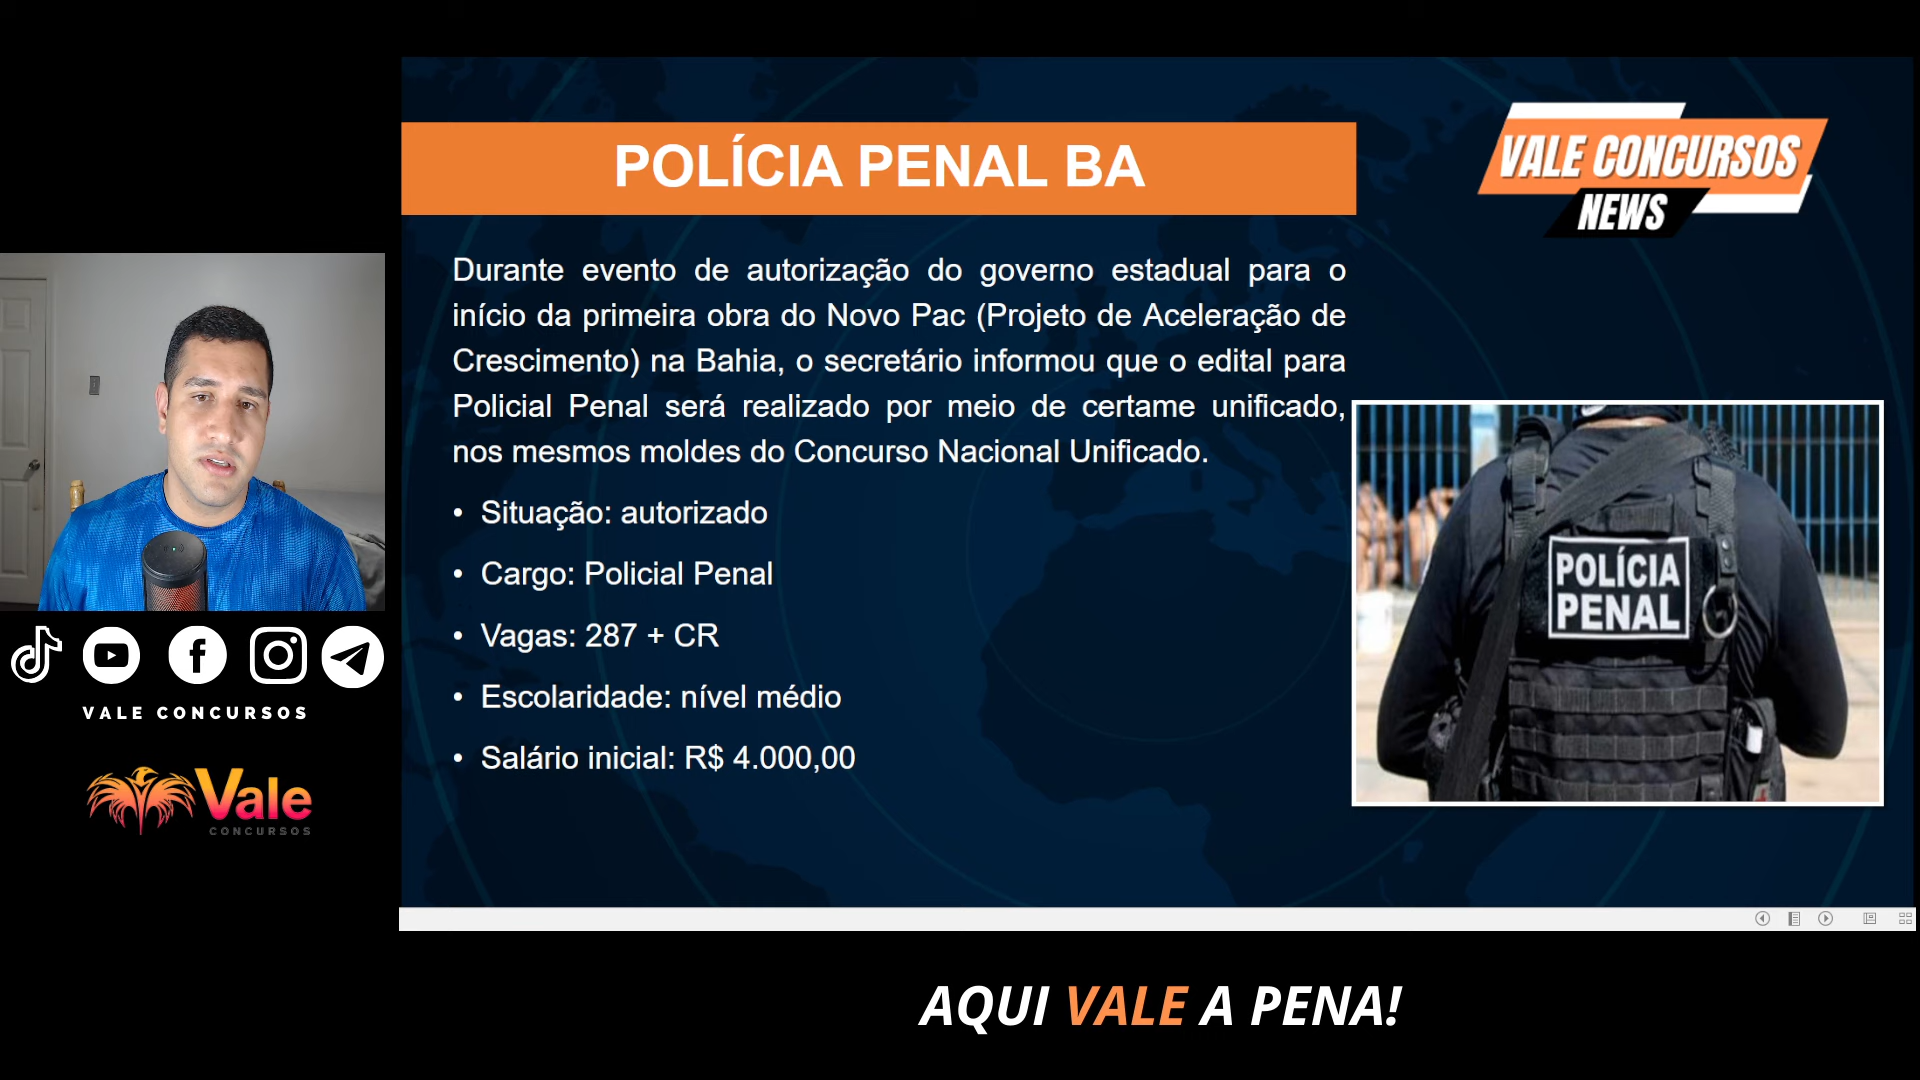 POLÍCIA PENAL BA
VALE CONCURSOS
NEWS
Durante evento de autorização do governo estadual para o
início da primeira obra do Novo Pac (Projeto de Aceleração de
Crescimento) na Bahia, o secretário informou que o edital para
Policial Penal será realizado por meio de certame unificado,
nos mesmos moldes do Concurso Nacional Unificado.
• Situação: autorizado
• Cargo: Policial Penal
• Vagas: 287 + CR
• Escolaridade: nível médio
• Salário inicial: R$ 4.000,00
POLÍCIA
PENAL
VALE CONCURSOS
Vale
CONCURSOS
AQUI VALE A PENA!